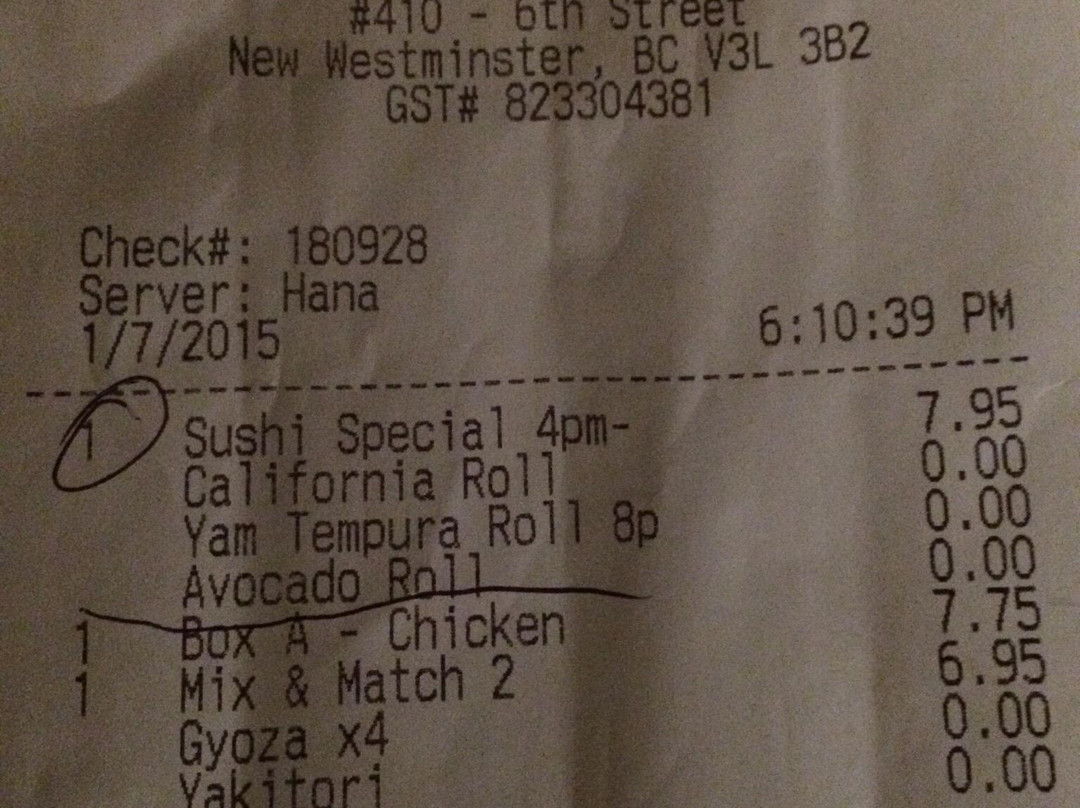 #410 - 6th Street
New Westminster, BC V3L 3B2
GST# 823304381
Check#: 180928
Server: Hana
1/7/2015 6:10:39 PM
1 Sushi Special 4pm- 7.95
California Roll 0.00
Yam Tempura Roll 8p 0.00
Avocado Roll 0.00
1 Box A - Chicken 7.75
1 Mix & Match 2 6.95
Gyoza x4 0.00
Yakitori 0.00